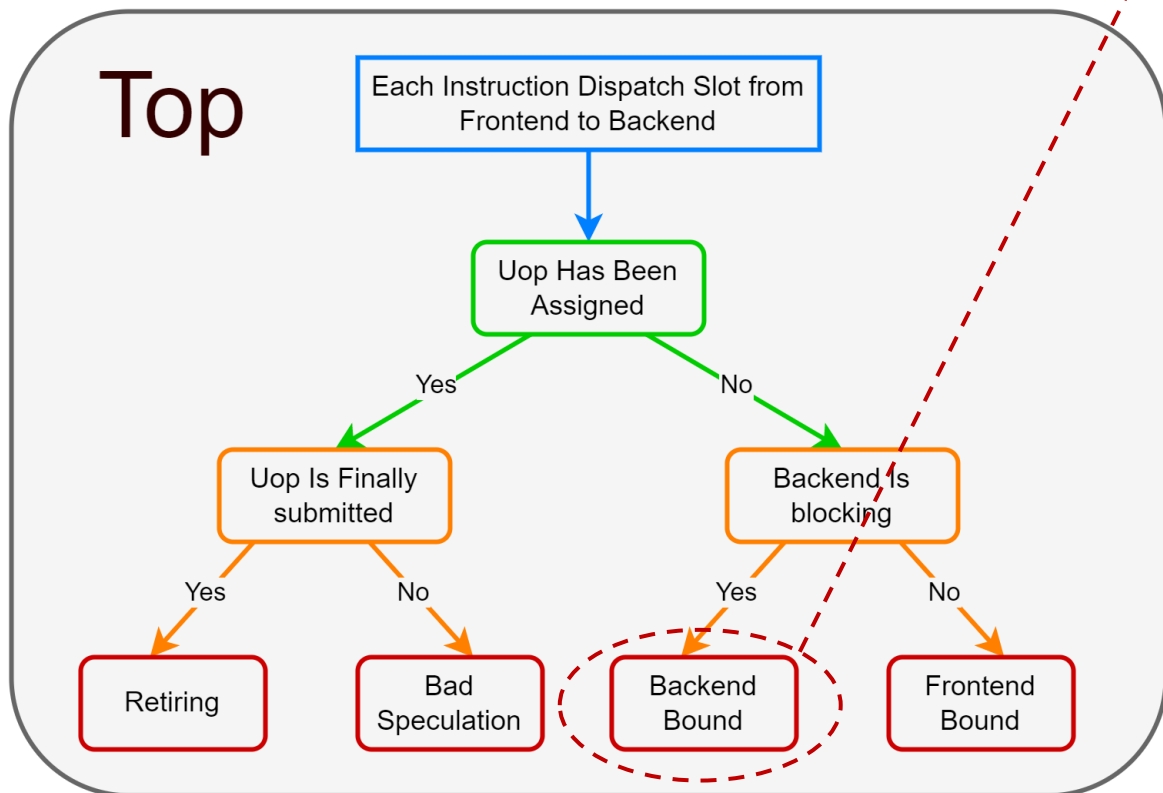 Top
Each Instruction Dispatch Slot from
Frontend to Backend
Uop Has Been
Assigned
Yes
No
Uop Is Finally
submitted
Backend Is
blocking
Yes
No
Yes
No
Retiring
Bad
Speculation
Backend
Bound
Frontend
Bound